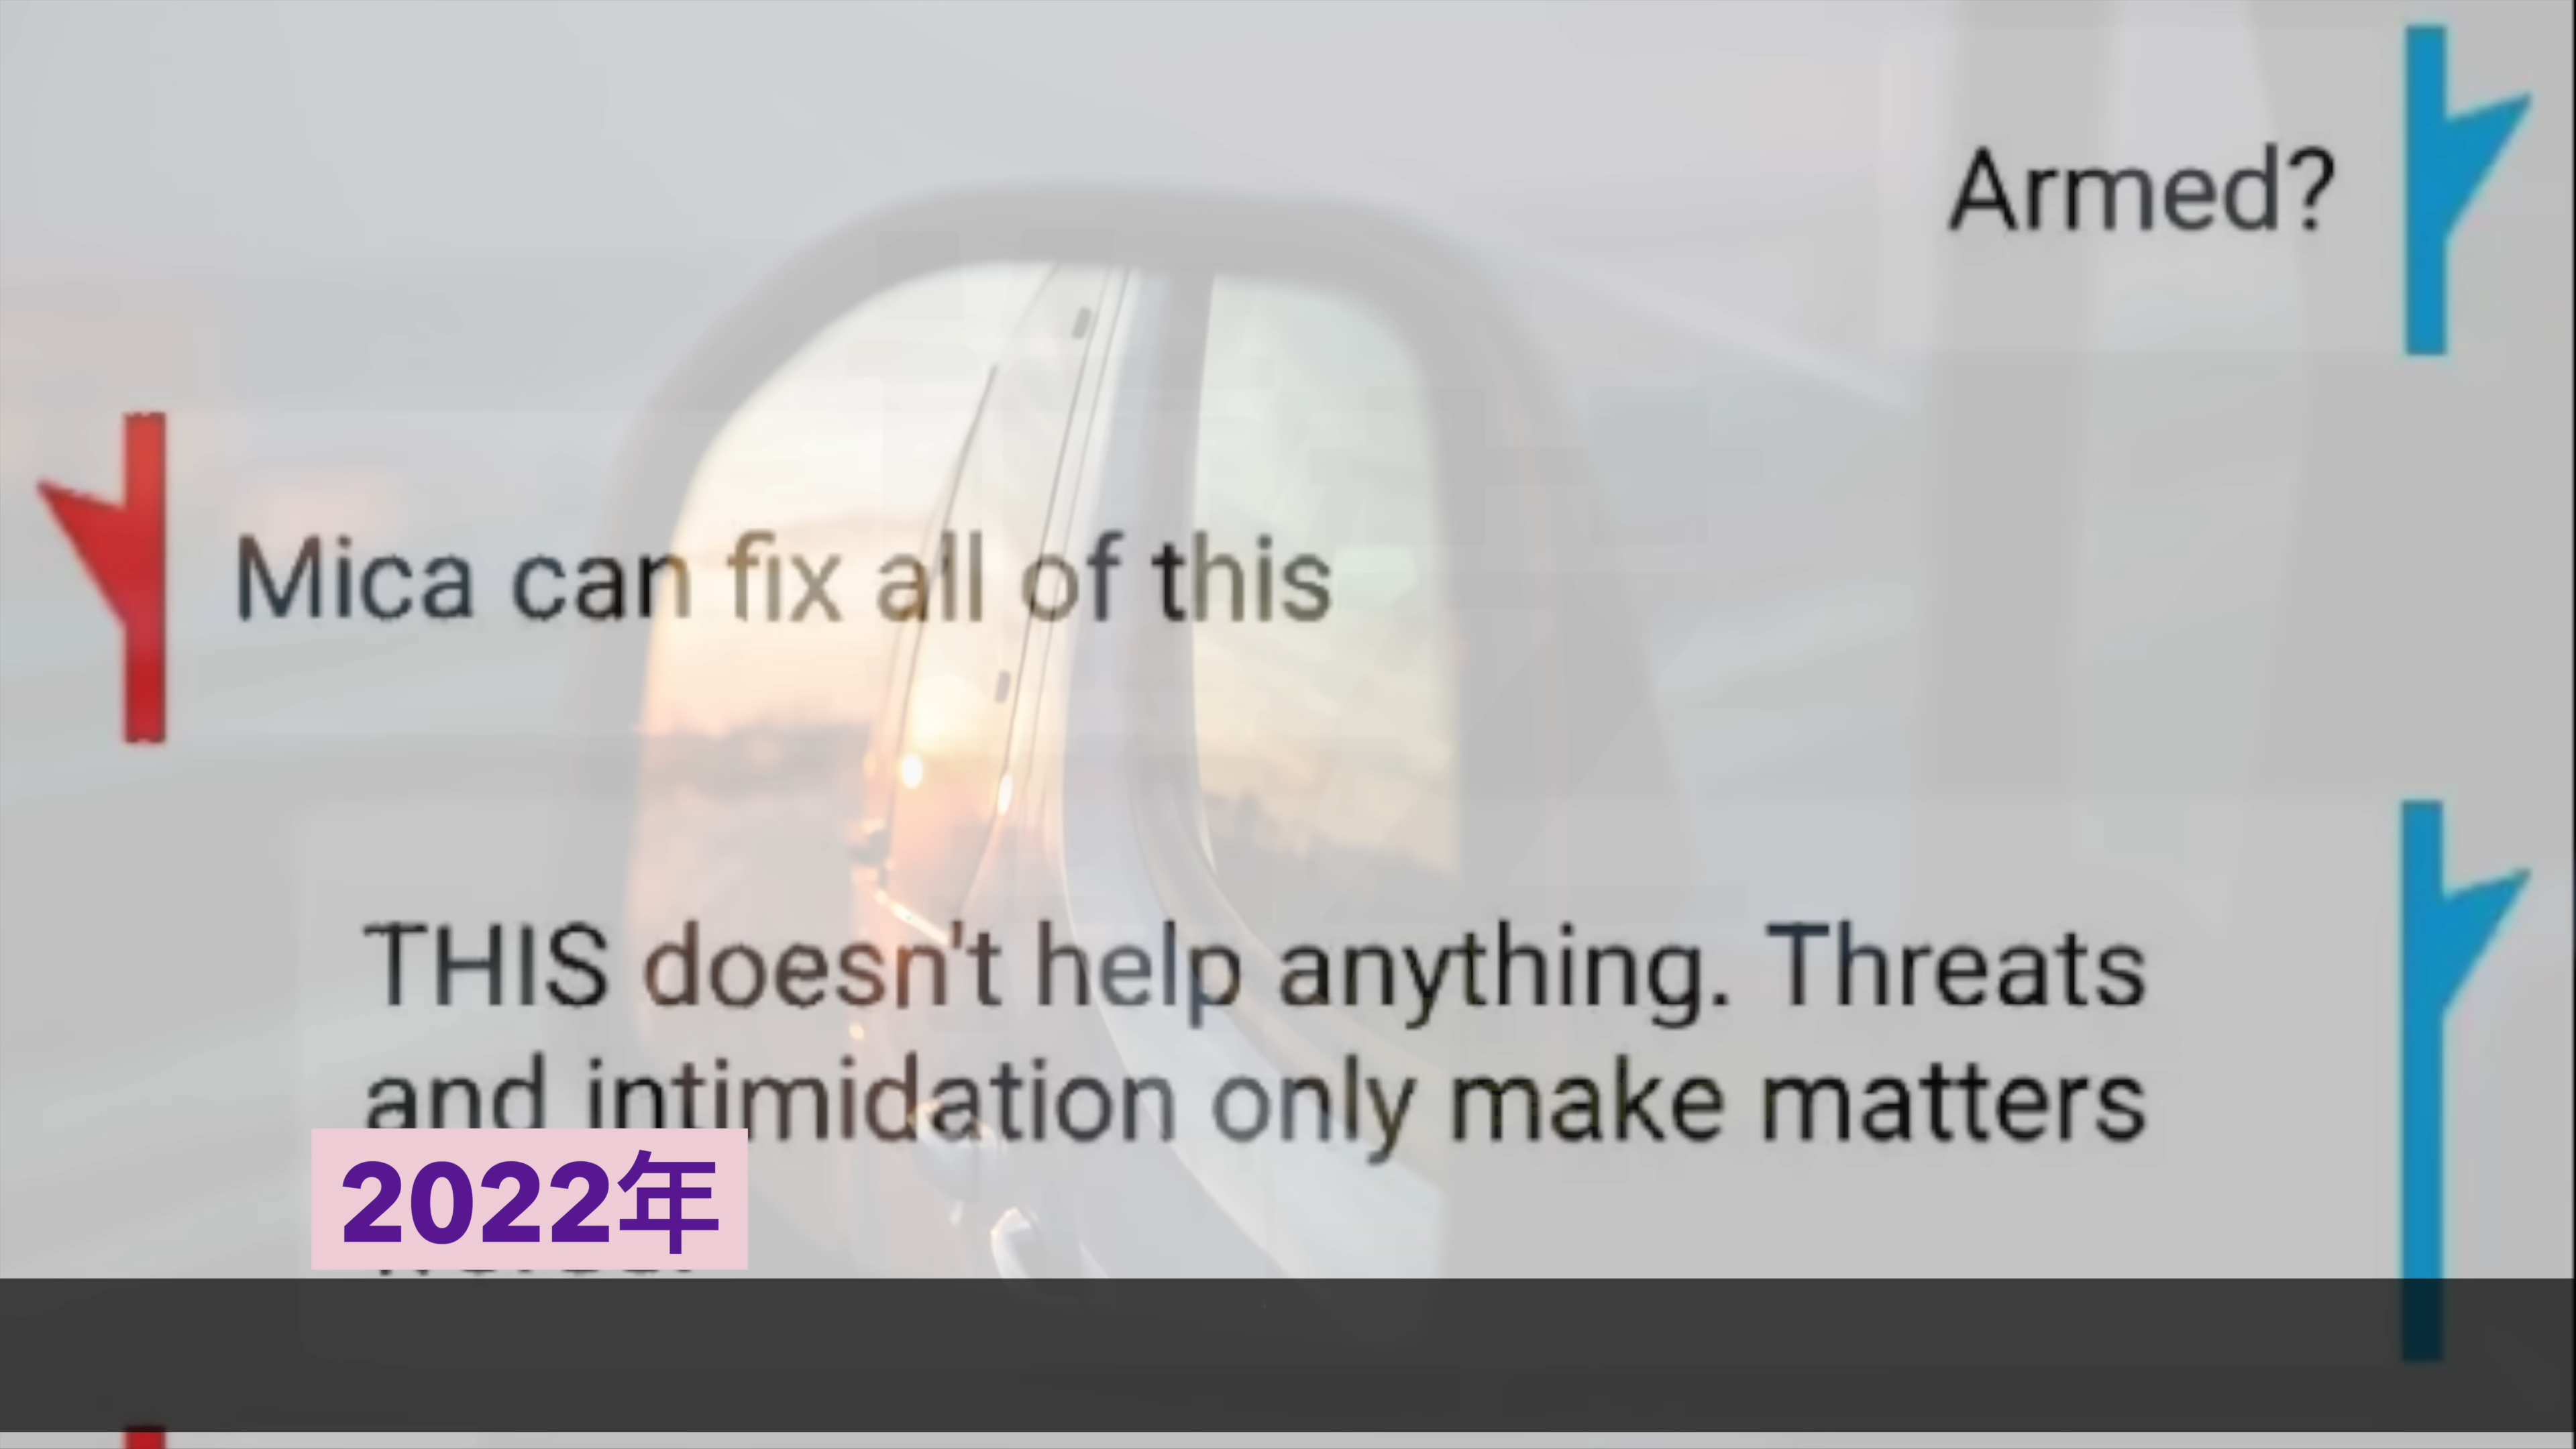 Armed?
Mica can fix all of this
THIS doesn't help anything. Threats
and intimidation only make matters
2022年